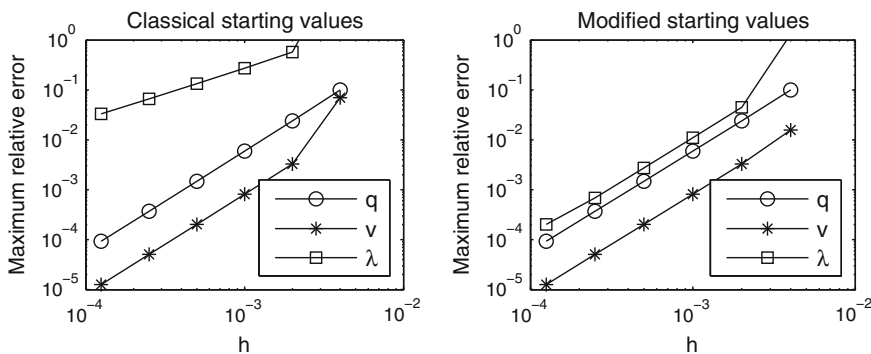 Classical starting values
Maximum relative error
10^0
10^-1
10^-2
10^-3
10^-4
10^-5
q
v
λ
10^-4
10^-3
10^-2
h
Modified starting values
Maximum relative error
10^0
10^-1
10^-2
10^-3
10^-4
10^-5
q
v
λ
10^-4
10^-3
10^-2
h